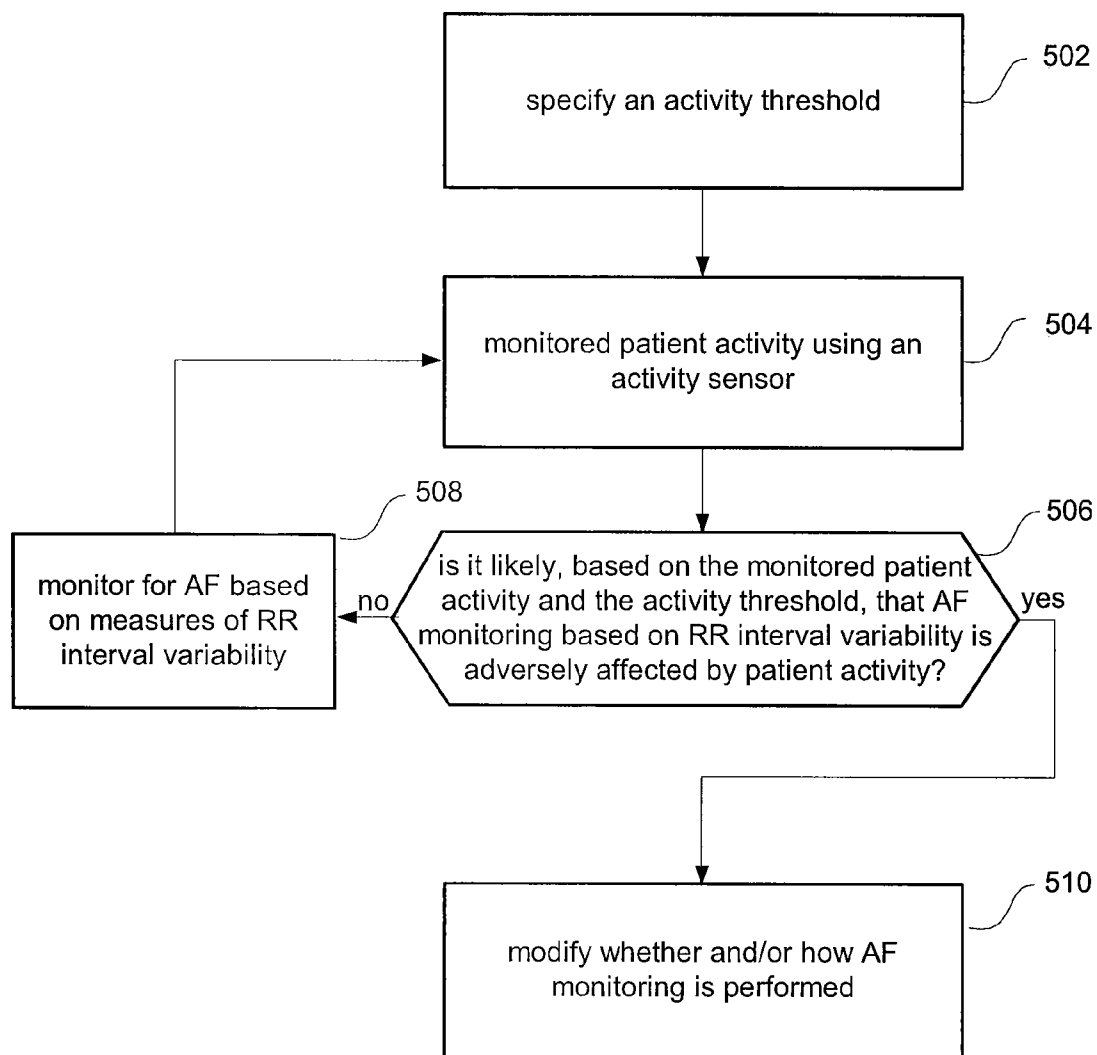 specify an activity threshold
502
monitored patient activity using an
activity sensor
504
508
monitor for AF based
on measures of RR
interval variability
no
is it likely, based on the monitored patient
activity and the activity threshold, that AF
monitoring based on RR interval variability is
adversely affected by patient activity?
506
yes
modify whether and/or how AF
monitoring is performed
510